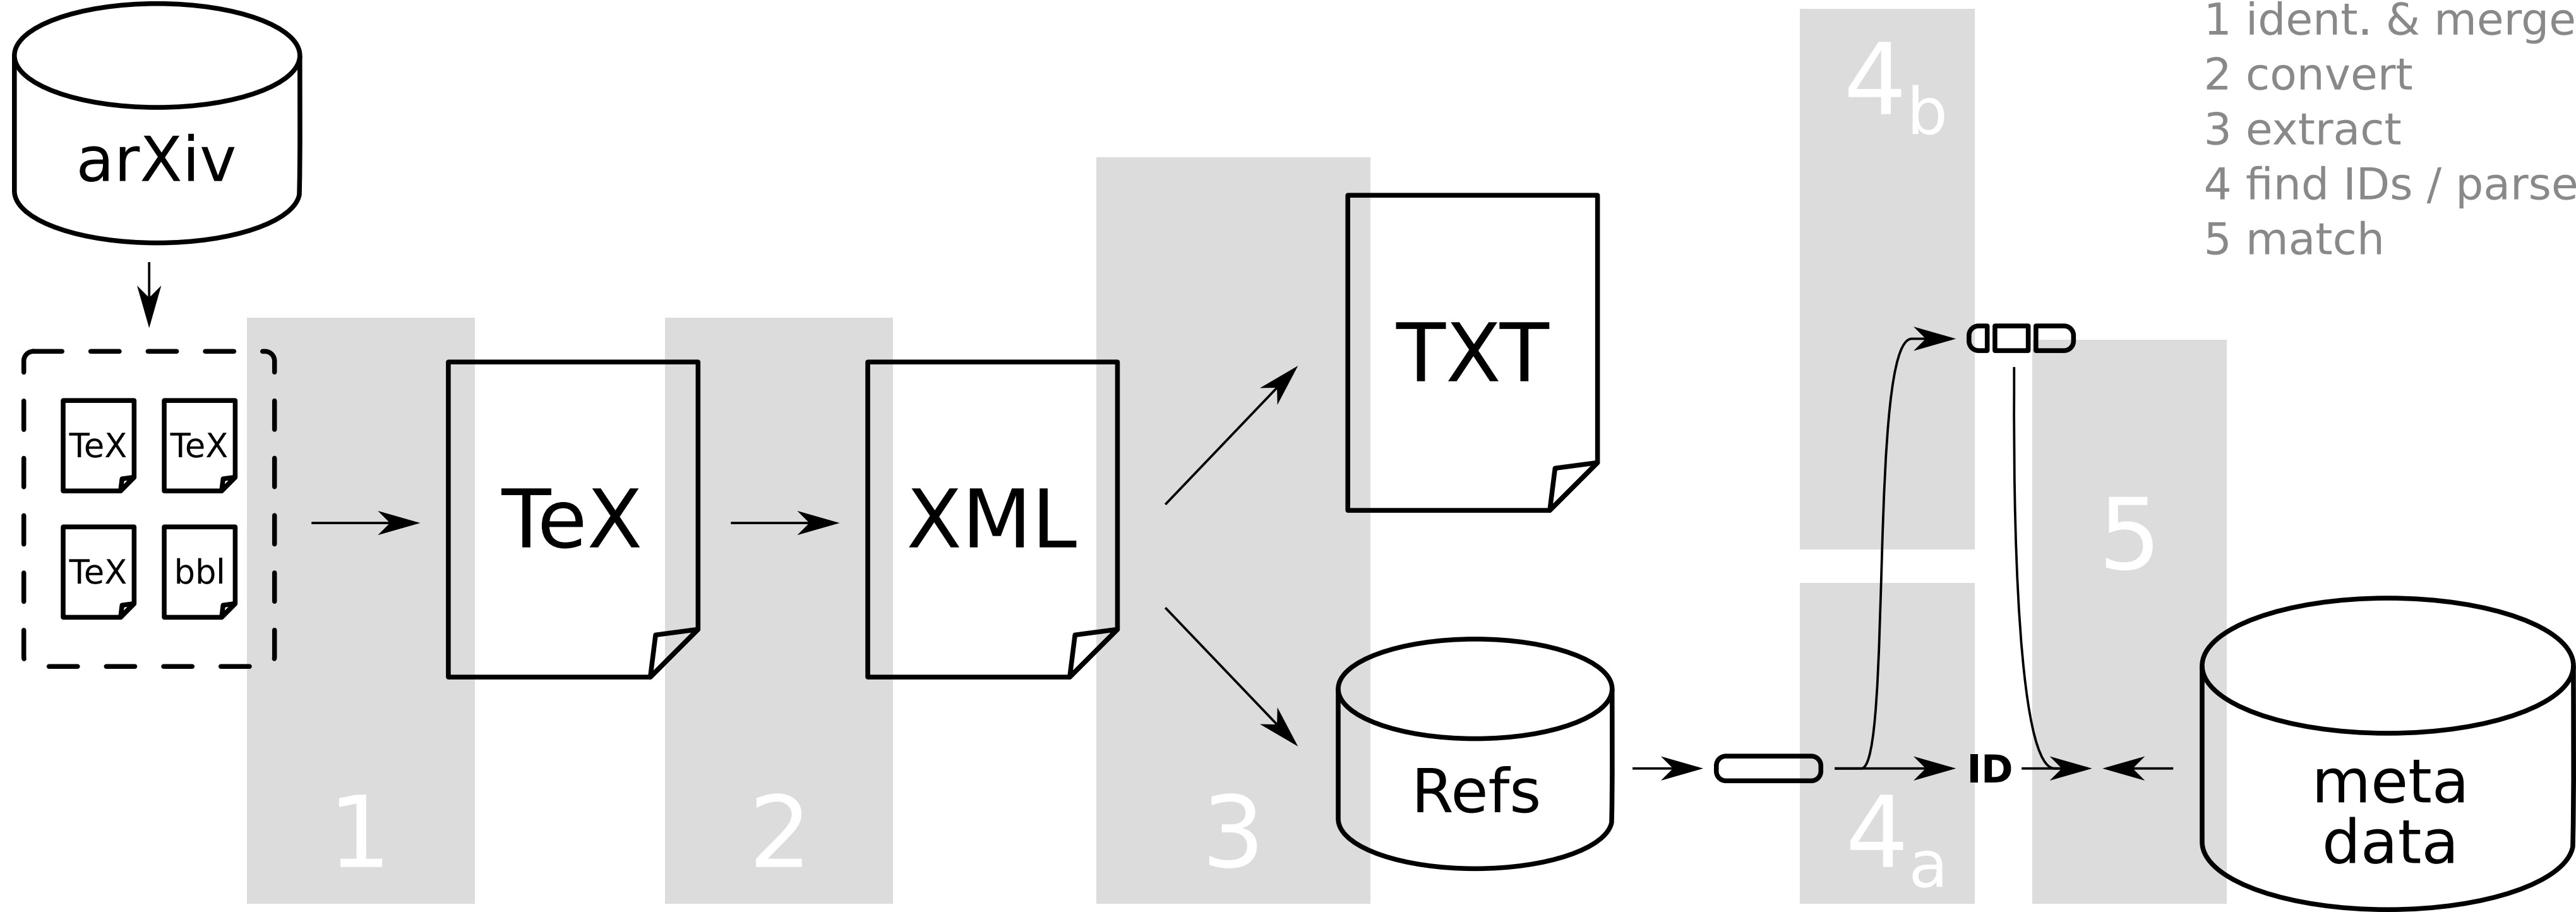 arXiv
TeX
TeX
TeX
bbl
TeX
XML
TXT
Refs
ID
meta
data
1
2
3
4a
4b
5
1 ident. & merge
2 convert
3 extract
4 find IDs / parse
5 match